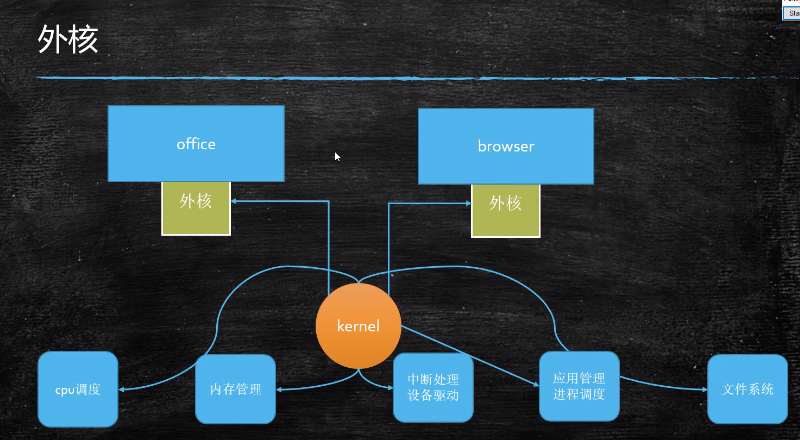 外核
office
browser
外核
外核
kernel
cpu调度
内存管理
中断处理
设备驱动
应用管理
进程调度
文件系统